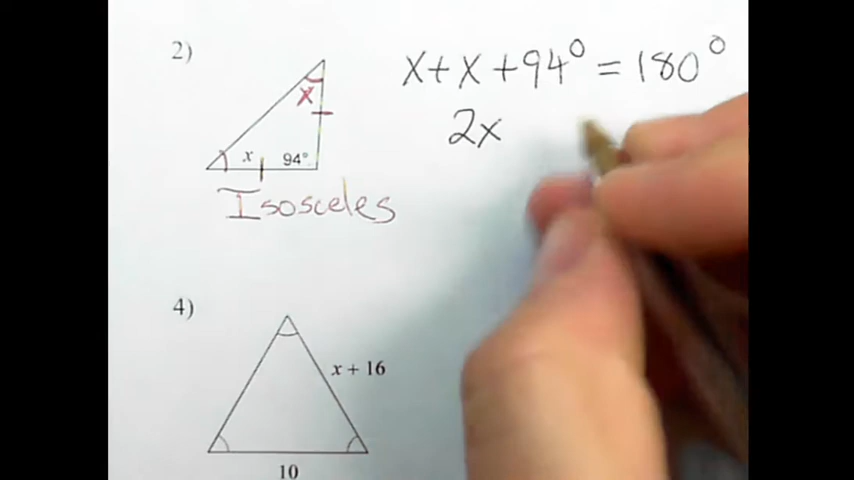 2)
x + x + 94° = 180°
2x
x
x
94°
Isosceles
4)
x + 16
10